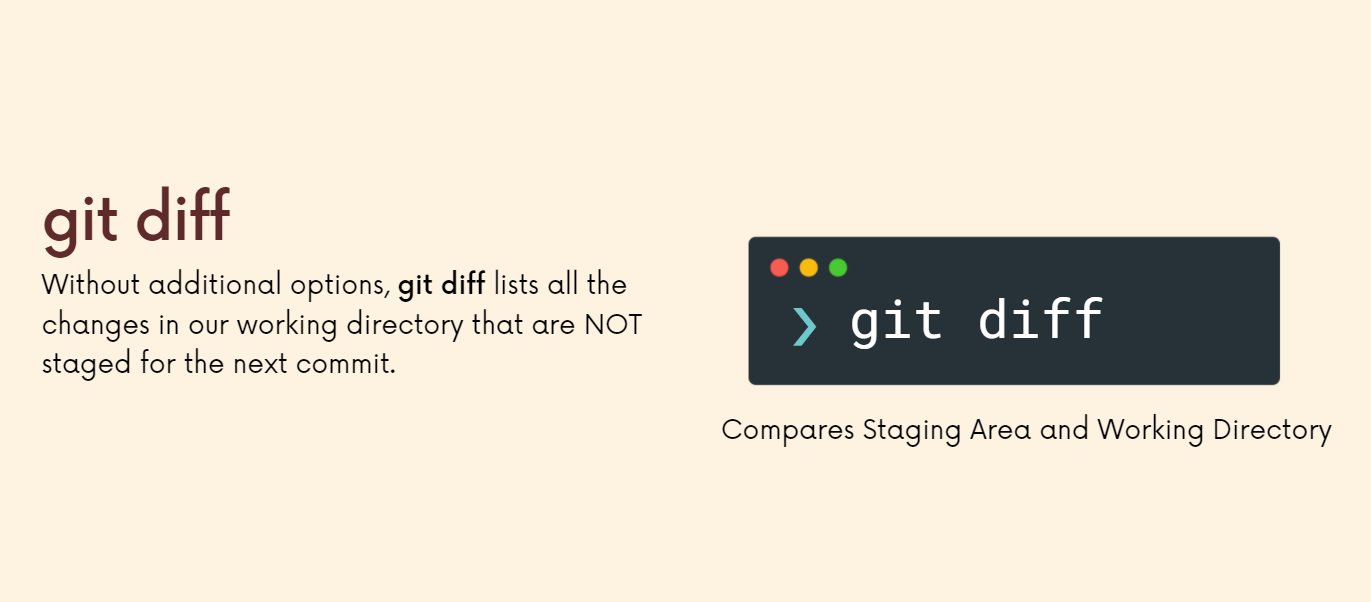 git diff
Without additional options, git diff lists all the
changes in our working directory that are NOT
staged for the next commit.
❯ git diff
Compares Staging Area and Working Directory